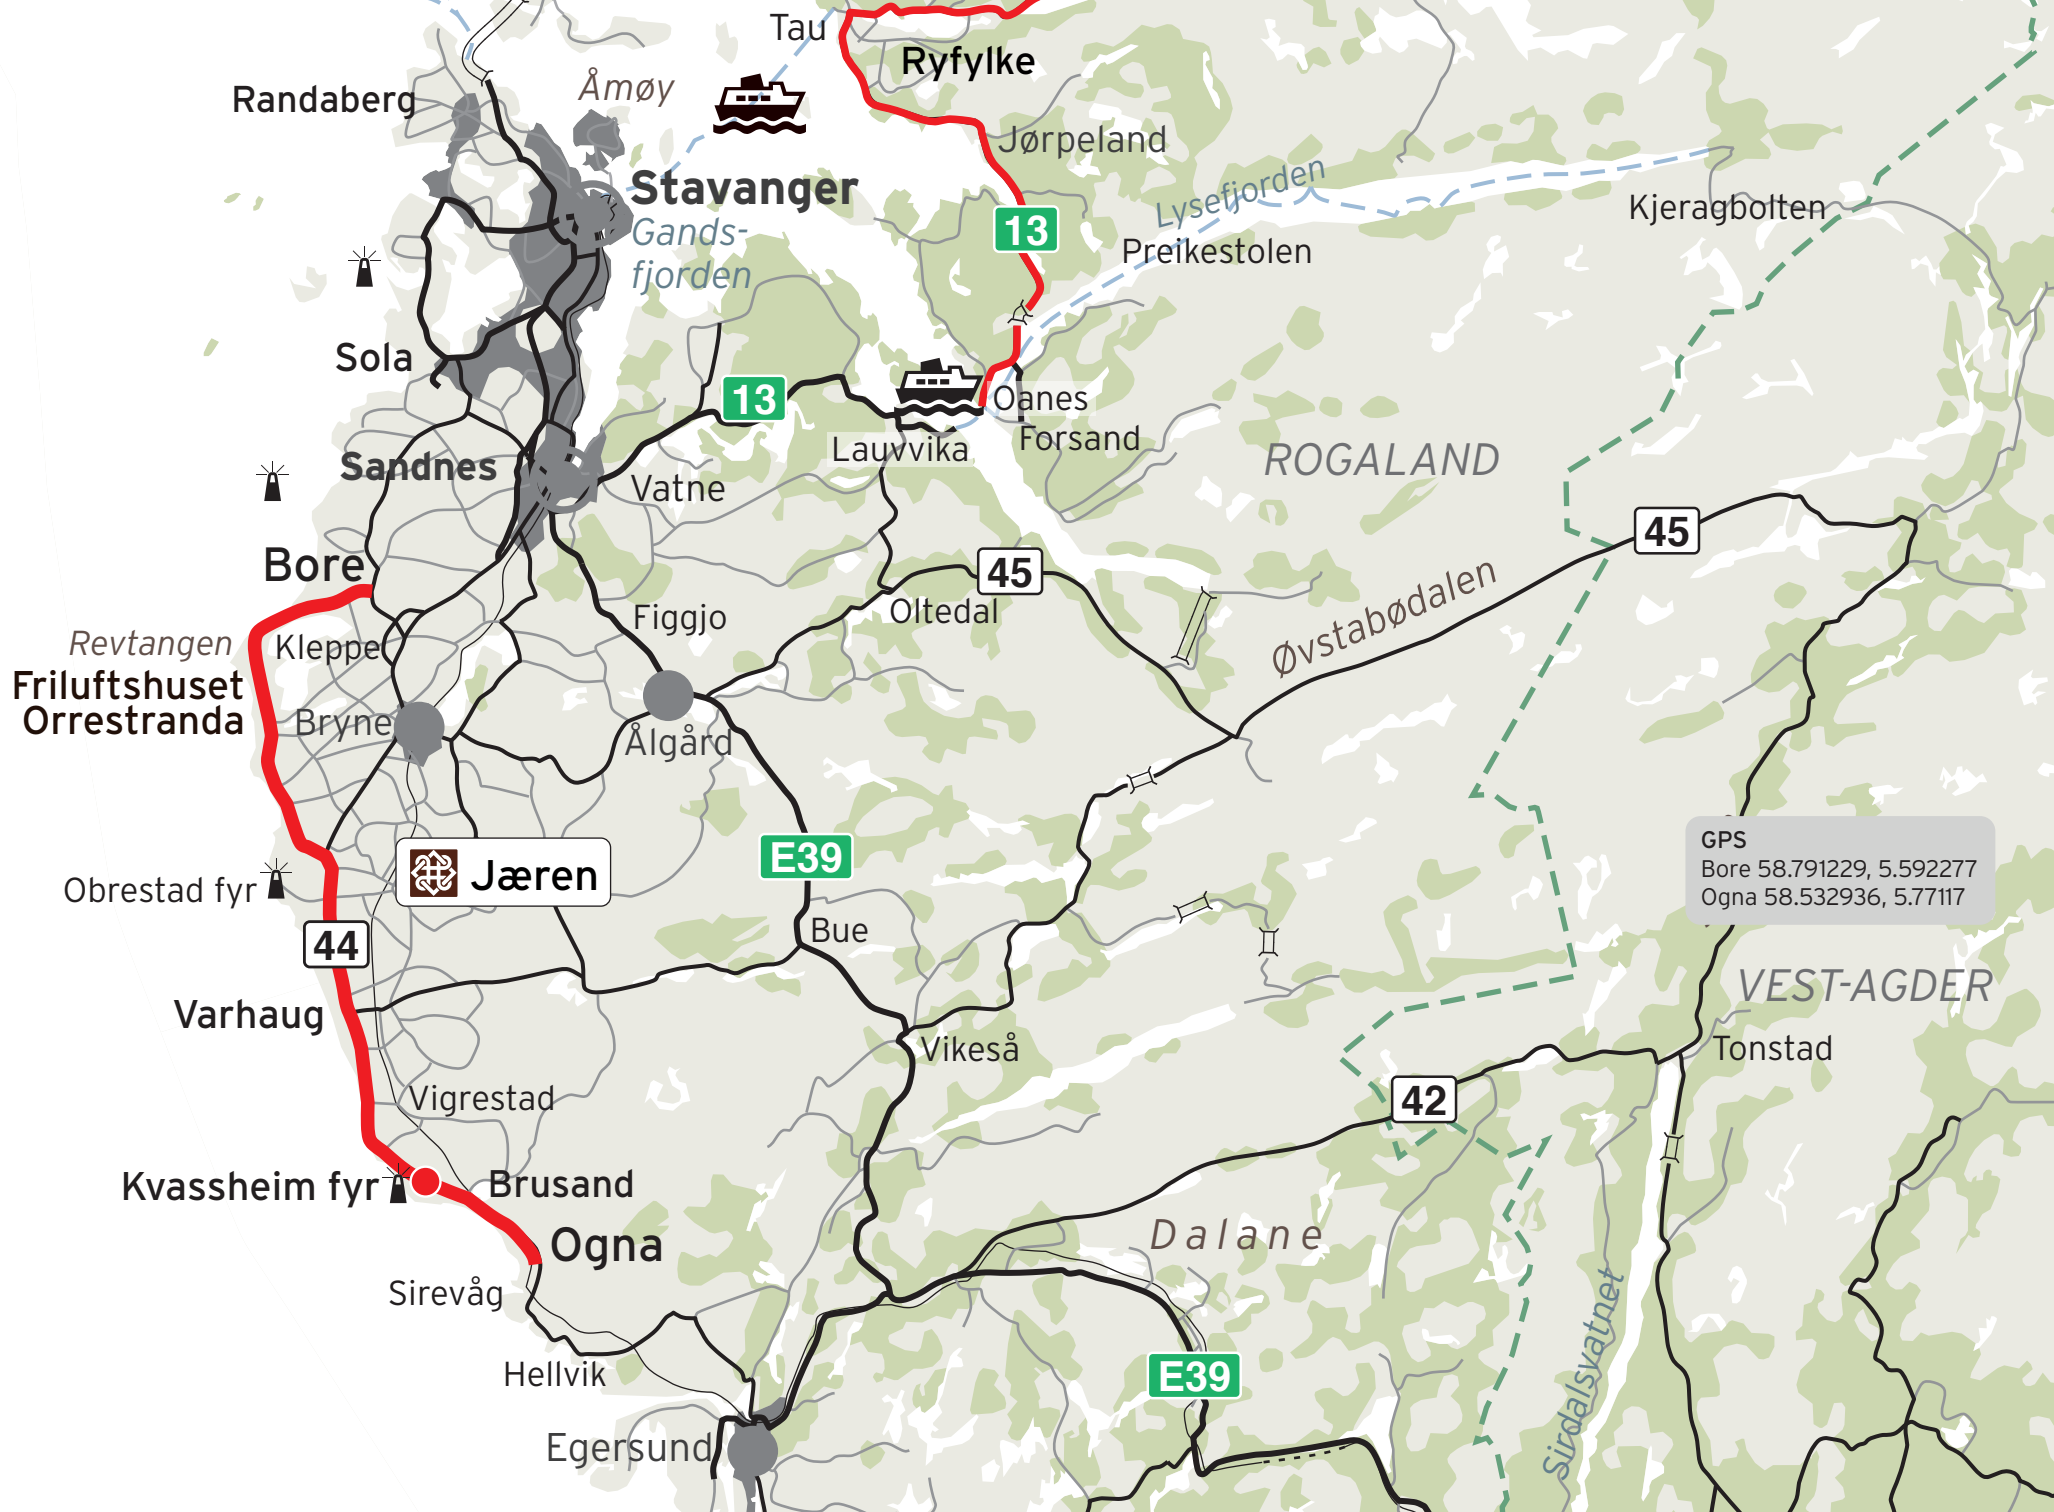 Tau
Ryfylke
Åmøy
Randaberg
Jørpeland
Stavanger
Gands-
fjorden
Lysefjorden
Kjeragbolten
13
Preikestolen
Sola
13
Oanes
Forsand
Lauvvika
ROGALAND
Sandnes
Vatne
45
Bore
45
Øvstabødalen
Oltedal
Figgjo
Revtangen
Kleppe
Friluftshuset
Orrestranda
Bryne
Ålgård
GPS
Bore 58.791229, 5.592277
Ogna 58.532936, 5.77117
E39
Jæren
Obrestad fyr
44
Bue
VEST-AGDER
Varhaug
Vikeså
Tonstad
Vigrestad
42
Kvassheim fyr
Brusand
Dalane
Ogna
Sirevåg
Sirdalsvatnet
Hellvik
E39
Egersund